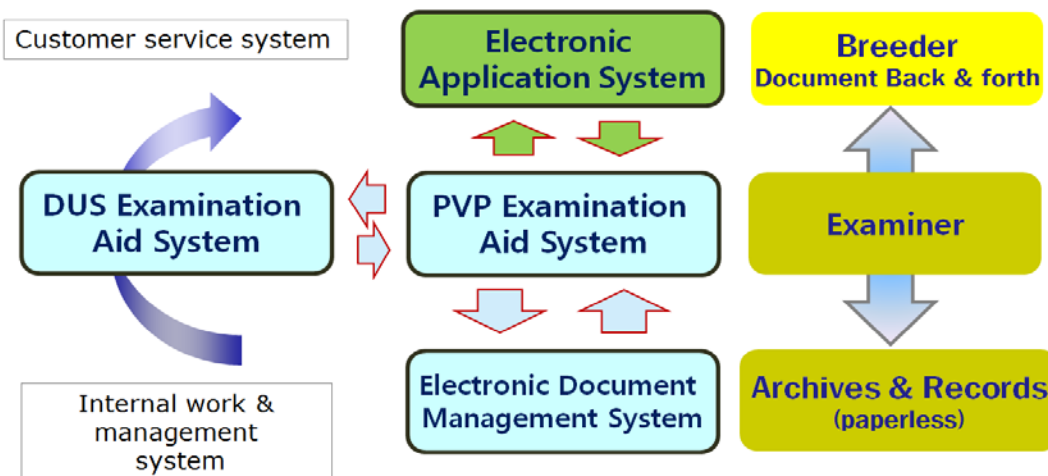 Customer service system
Electronic
Application System
Breeder
Document Back & forth
DUS Examination
Aid System
PVP Examination
Aid System
Examiner
Internal work &
management
system
Electronic Document
Management System
Archives & Records
(paperless)